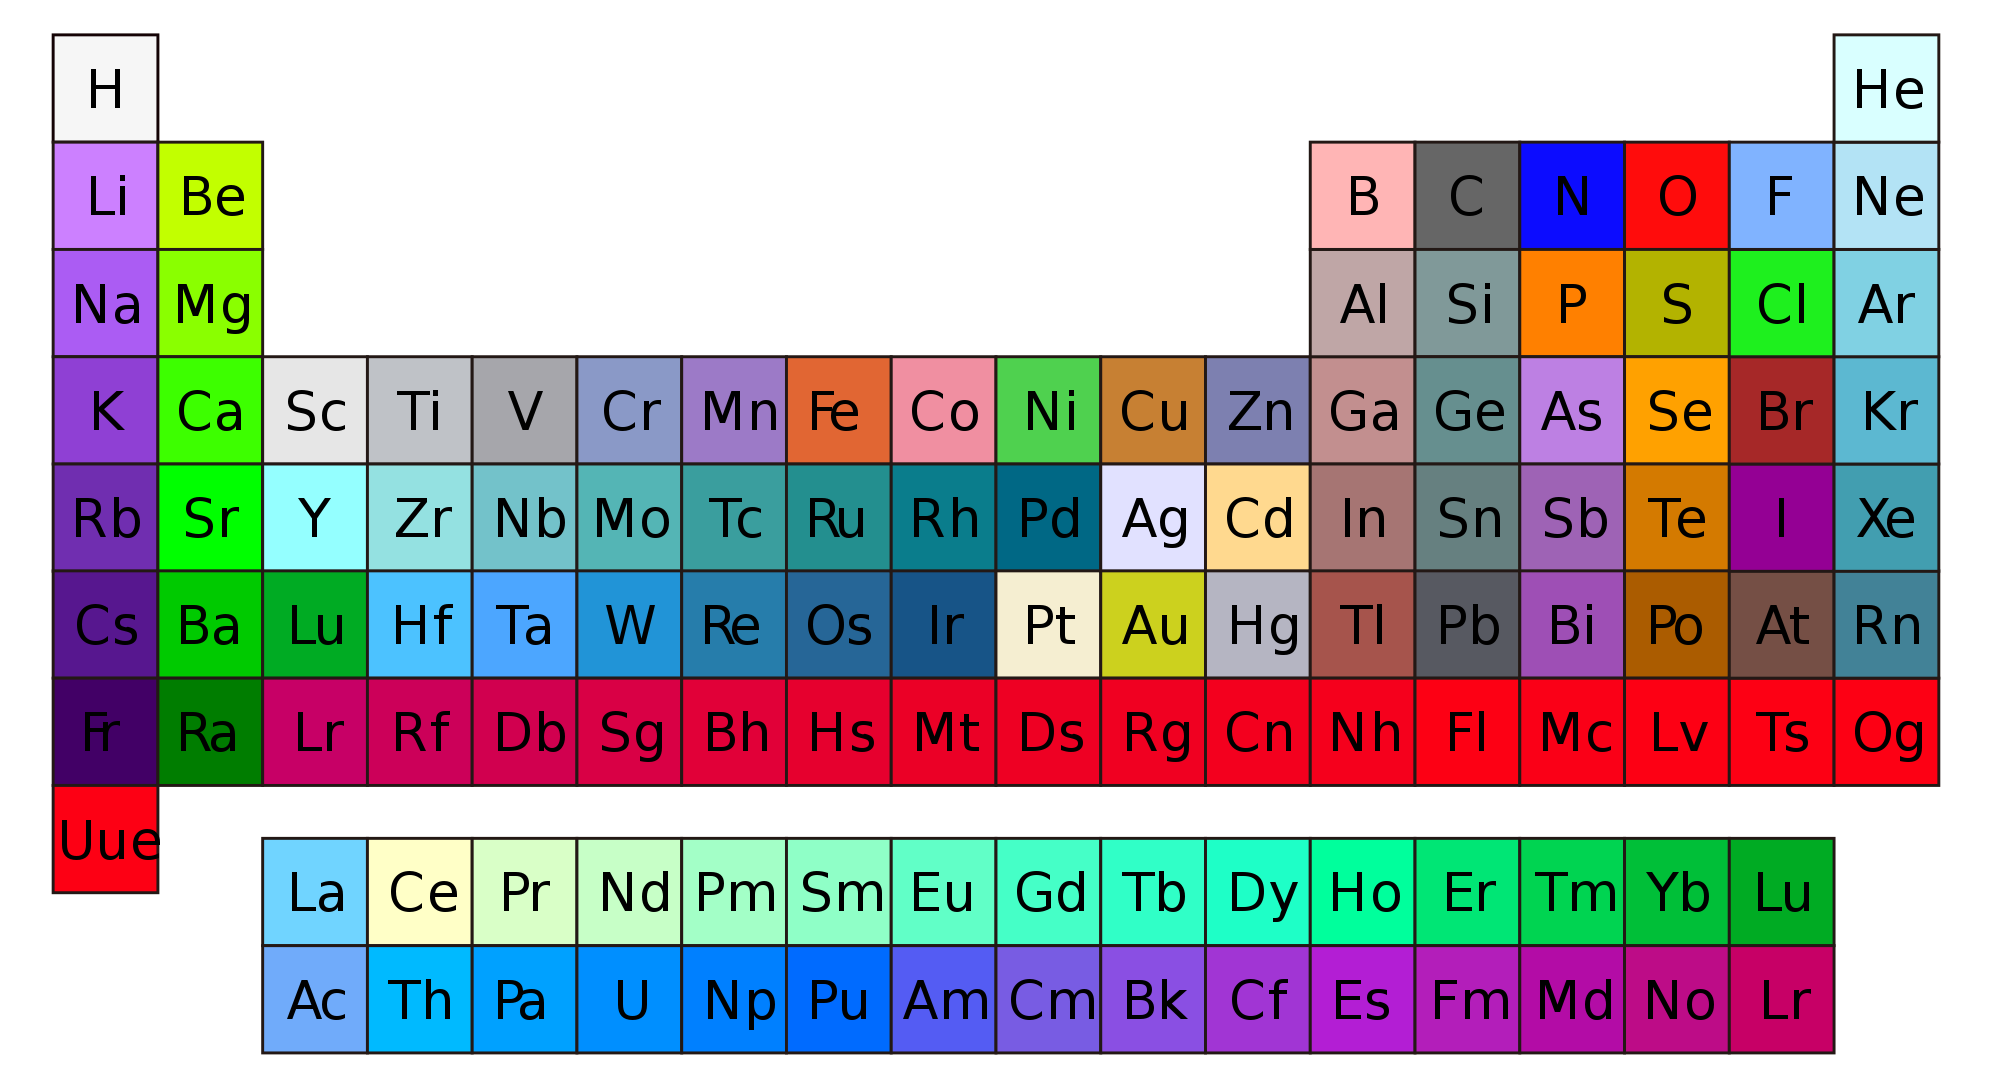 H He
Li Be B C N O F Ne
Na Mg Al Si P S Cl Ar
K Ca Sc Ti V Cr Mn Fe Co Ni Cu Zn Ga Ge As Se Br Kr
Rb Sr Y Zr Nb Mo Tc Ru Rh Pd Ag Cd In Sn Sb Te I Xe
Cs Ba Lu Hf Ta W Re Os Ir Pt Au Hg Tl Pb Bi Po At Rn
Fr Ra Lr Rf Db Sg Bh Hs Mt Ds Rg Cn Nh Fl Mc Lv Ts Og
Uue
La Ce Pr Nd Pm Sm Eu Gd Tb Dy Ho Er Tm Yb Lu
Ac Th Pa U Np Pu Am Cm Bk Cf Es Fm Md No Lr